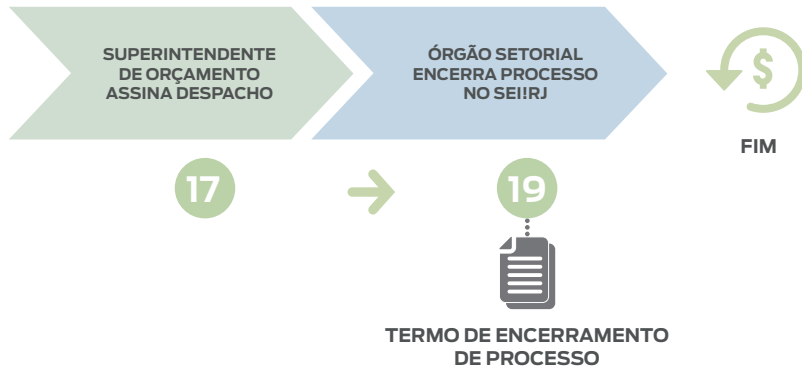 SUPERINTENDENTE
DE ORÇAMENTO
ASSINA DESPACHO
ÓRGÃO SETORIAL
ENCERRA PROCESSO
NO SEI!RJ
$
FIM
17
19
TERMO DE ENCERRAMENTO
DE PROCESSO